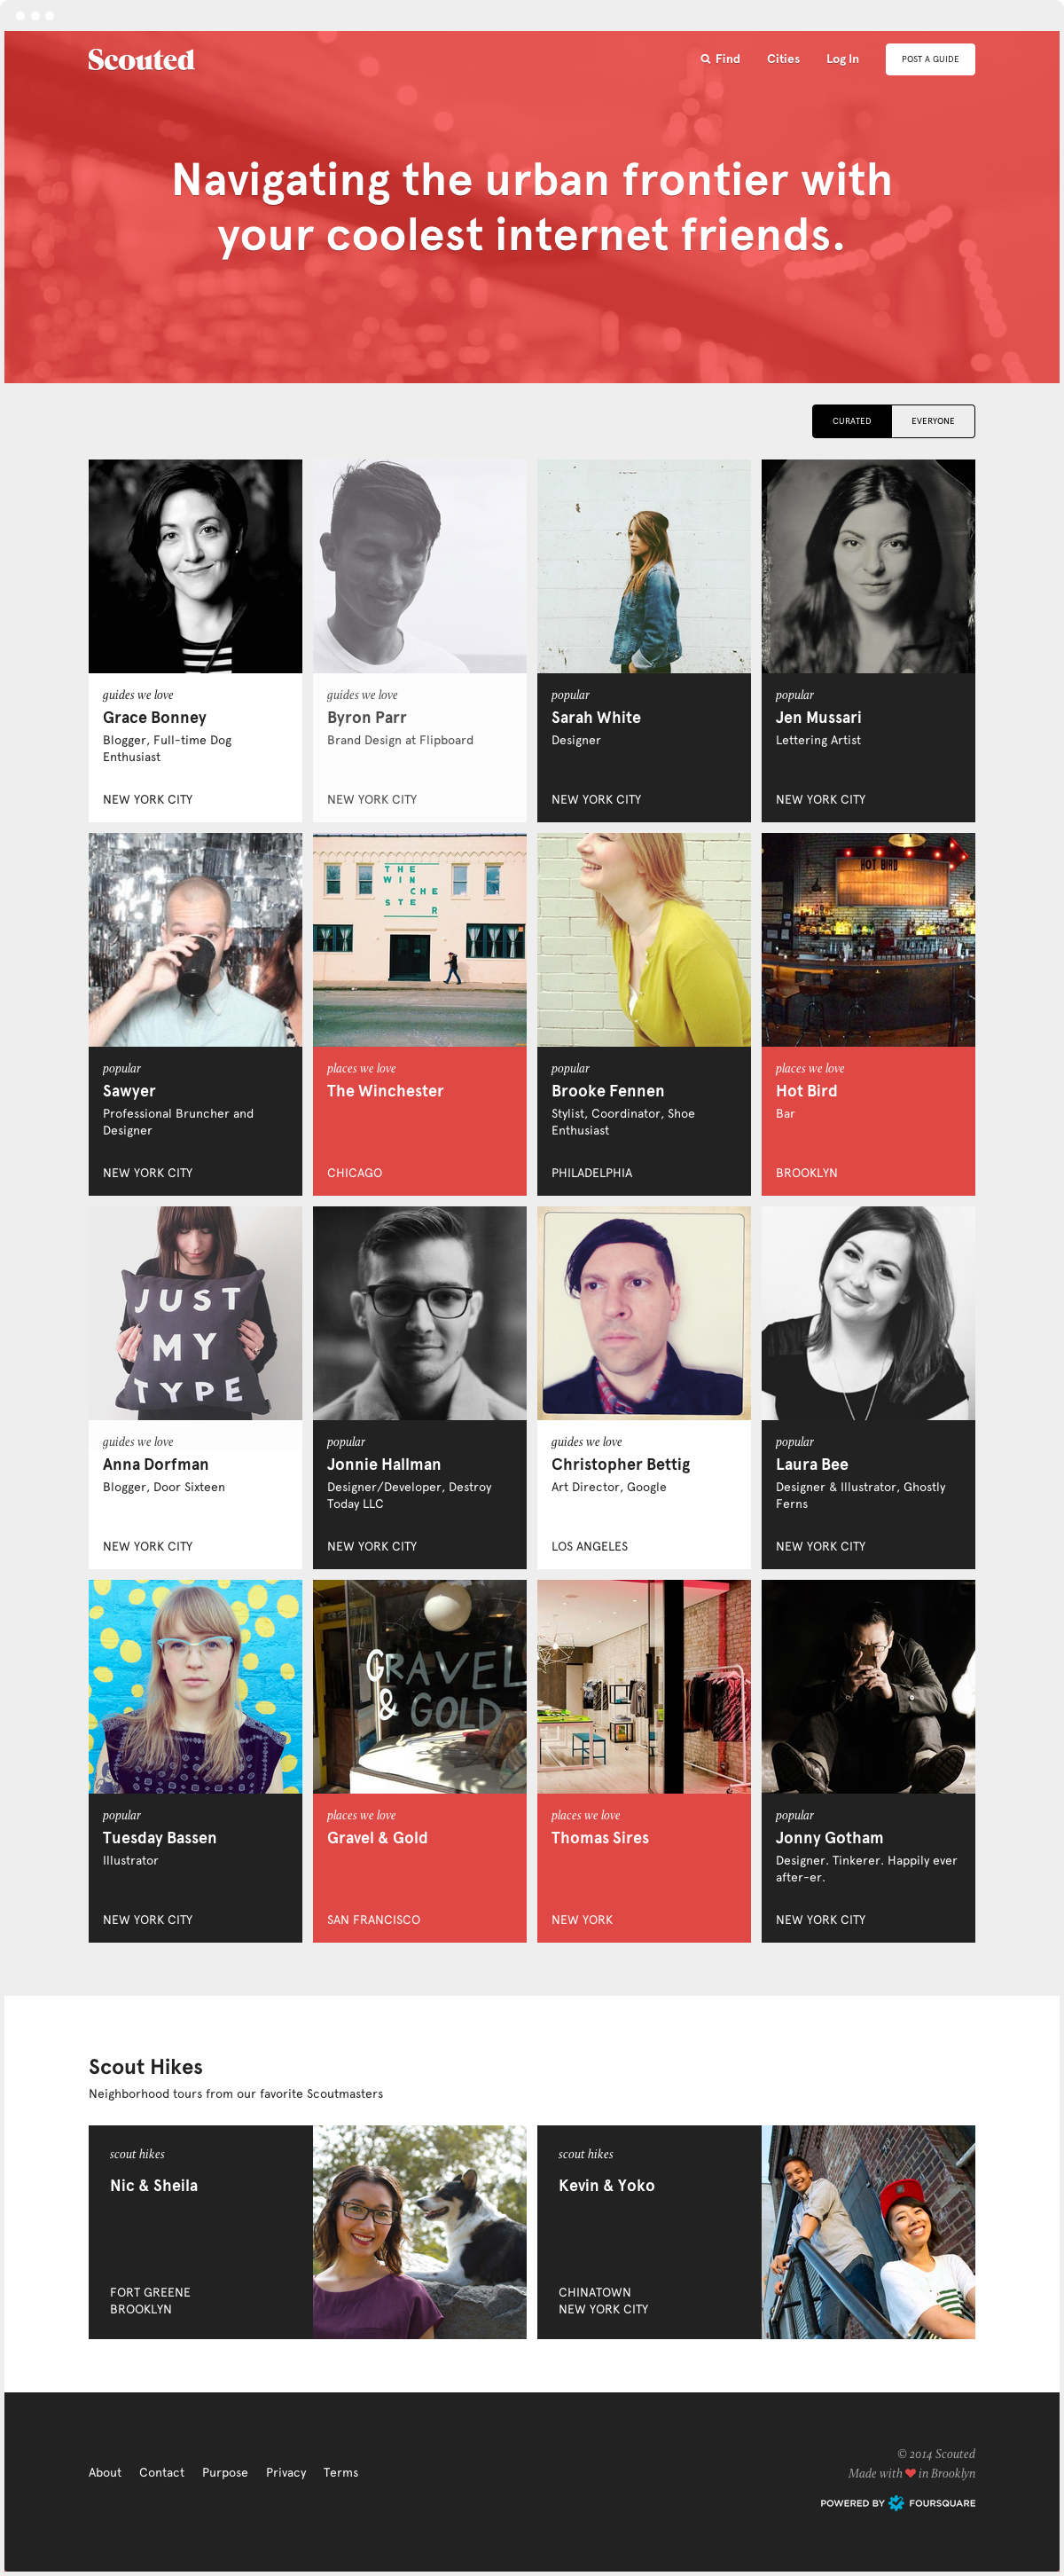 Scouted
Find
Cities
Log In
POST A GUIDE
Navigating the urban frontier with
your coolest internet friends.
CURATED
EVERYONE
guides we love
Grace Bonney
Blogger, Full-time Dog
Enthusiast
NEW YORK CITY
guides we love
Byron Parr
Brand Design at Flipboard
NEW YORK CITY
popular
Sarah White
Designer
NEW YORK CITY
popular
Jen Mussari
Lettering Artist
NEW YORK CITY
THE
WIN
CHE
STE
R
HOT BIRD
popular
Sawyer
Professional Bruncher and
Designer
NEW YORK CITY
places we love
The Winchester
CHICAGO
popular
Brooke Fennen
Stylist, Coordinator, Shoe
Enthusiast
PHILADELPHIA
places we love
Hot Bird
Bar
BROOKLYN
JUST
MY
TYPE
guides we love
Anna Dorfman
Blogger, Door Sixteen
NEW YORK CITY
popular
Jonnie Hallman
Designer/Developer, Destroy
Today LLC
NEW YORK CITY
guides we love
Christopher Bettig
Art Director, Google
LOS ANGELES
popular
Laura Bee
Designer & Illustrator, Ghostly
Ferns
NEW YORK CITY
GRAVEL
& GOLD
popular
Tuesday Bassen
Illustrator
NEW YORK CITY
places we love
Gravel & Gold
SAN FRANCISCO
places we love
Thomas Sires
NEW YORK
popular
Jonny Gotham
Designer. Tinkerer. Happily ever
after-er.
NEW YORK CITY
Scout Hikes
Neighborhood tours from our favorite Scoutmasters
scout hikes
Nic & Sheila
FORT GREENE
BROOKLYN
scout hikes
Kevin & Yoko
CHINATOWN
NEW YORK CITY
About
Contact
Purpose
Privacy
Terms
© 2014 Scouted
Made with ❤ in Brooklyn
POWERED BY FOURSQUARE